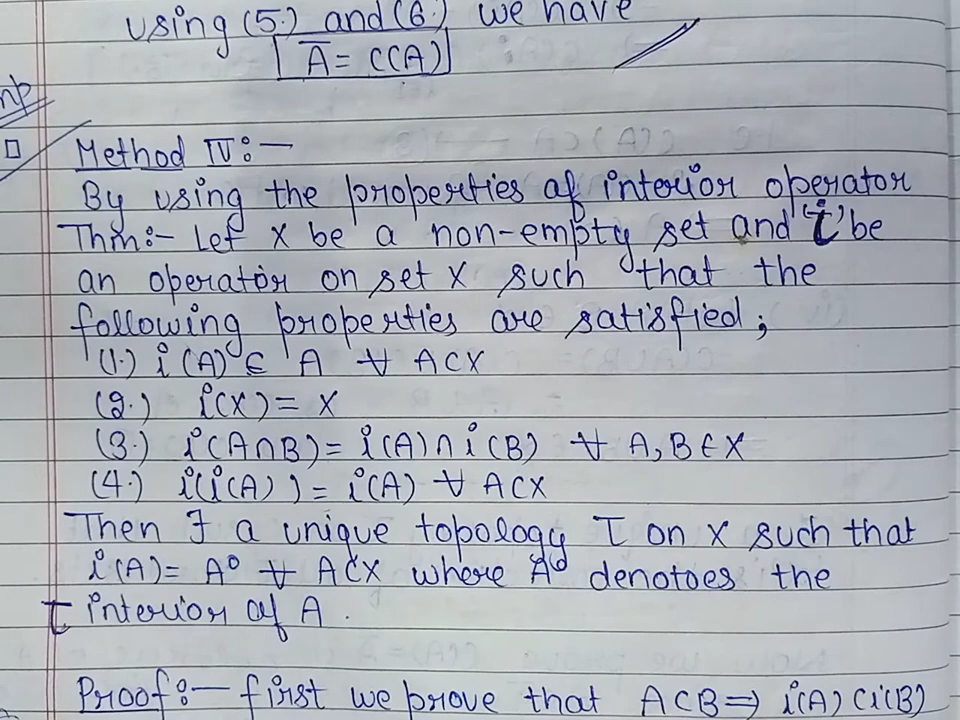 using (5.) and (6.) we have
Ā = C(A)
Imp
Method IV:—
By using the properties of interior operator
Thm:- Let X be a non-empty set and 'i' be
an operator on set X such that the
following properties are satisfied;
(1.) i(A) ⊆ A ∀ A⊂X
(2.) i(X) = X
(3.) i(A∩B) = i(A)∩i(B) ∀ A,B∈X
(4.) i(i(A)) = i(A) ∀ A⊂X
Then ∃ a unique topology τ on X such that
i(A) = A° ∀ A⊂X where A° denotoes the
τ interior of A.
Proof:— first we prove that A⊂B ⇒ i(A)⊂i(B)